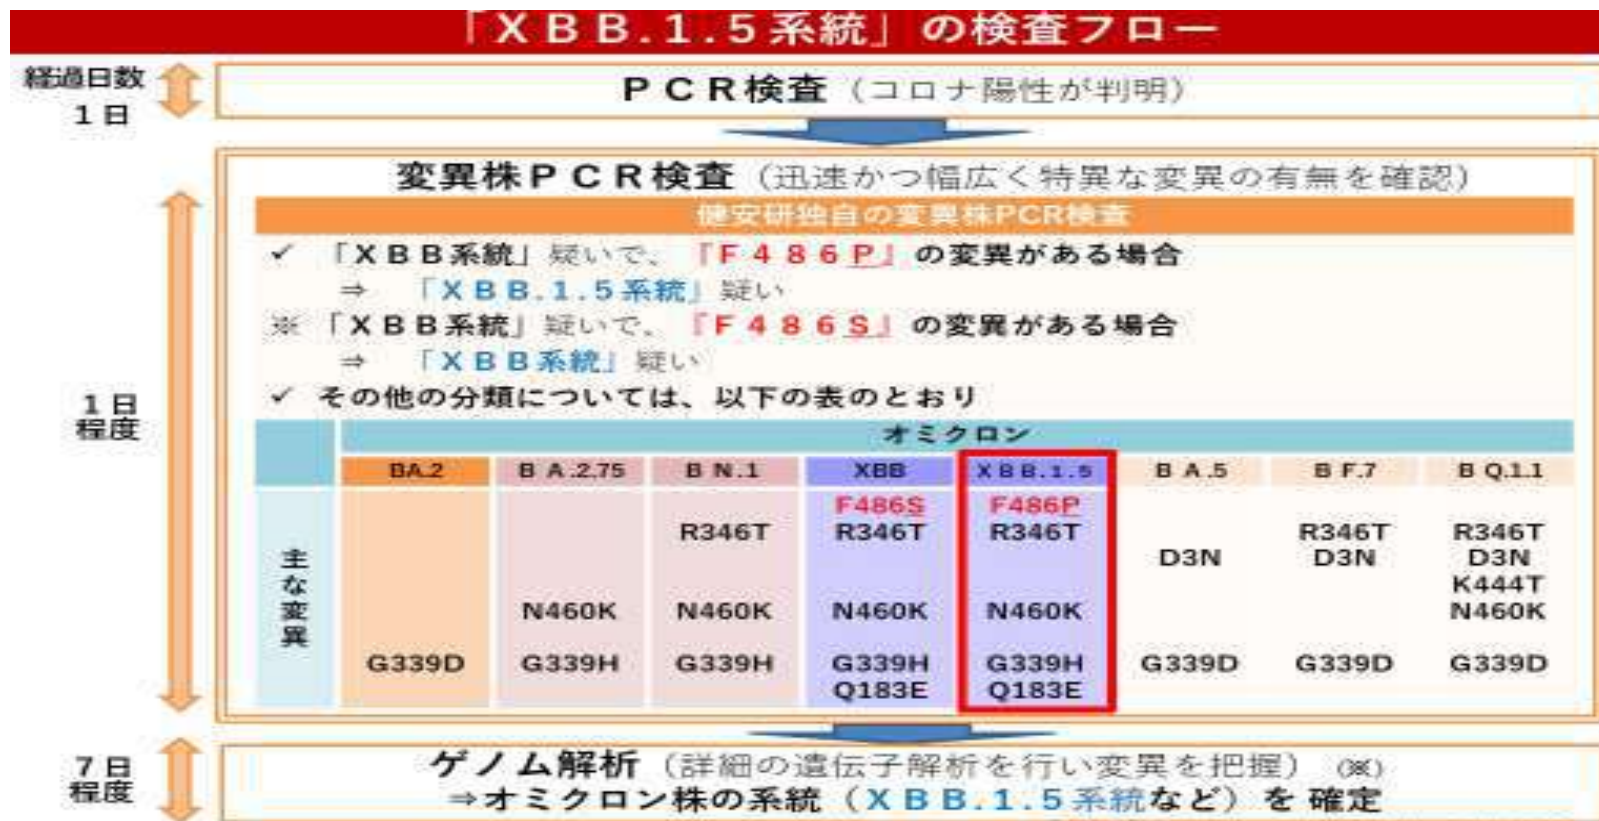 「ＸＢＢ.１.５系統」の検査フロー
経過日数
１日
ＰＣＲ検査（コロナ陽性が判明）
変異株ＰＣＲ検査（迅速かつ幅広く特異な変異の有無を確認）
健安研独自の変異株PCR検査
✓ 「ＸＢＢ系統」疑いで、『Ｆ４８６Ｐ』の変異がある場合
⇒ 「ＸＢＢ.１.５系統」疑い
※「ＸＢＢ系統」疑いで、『Ｆ４８６Ｓ』の変異がある場合
⇒ 「ＸＢＢ系統」疑い
✓ その他の分類については、以下の表のとおり
１日
程度
オミクロン
BA.2 ＢＡ.2.75 ＢＮ.1 XBB ＸＢＢ.１.５ ＢＡ.5 ＢF.7 ＢQ.1.1
主な変異
F486S F486P
R346T R346T R346T R346T R346T
D3N D3N D3N
K444T
N460K N460K N460K N460K N460K
G339D G339H G339H G339H G339H G339D G339D G339D
Q183E Q183E
７日
程度
ゲノム解析（詳細の遺伝子解析を行い変異を把握）（※）
⇒オミクロン株の系統（ＸＢＢ.１.５系統など）を 確定